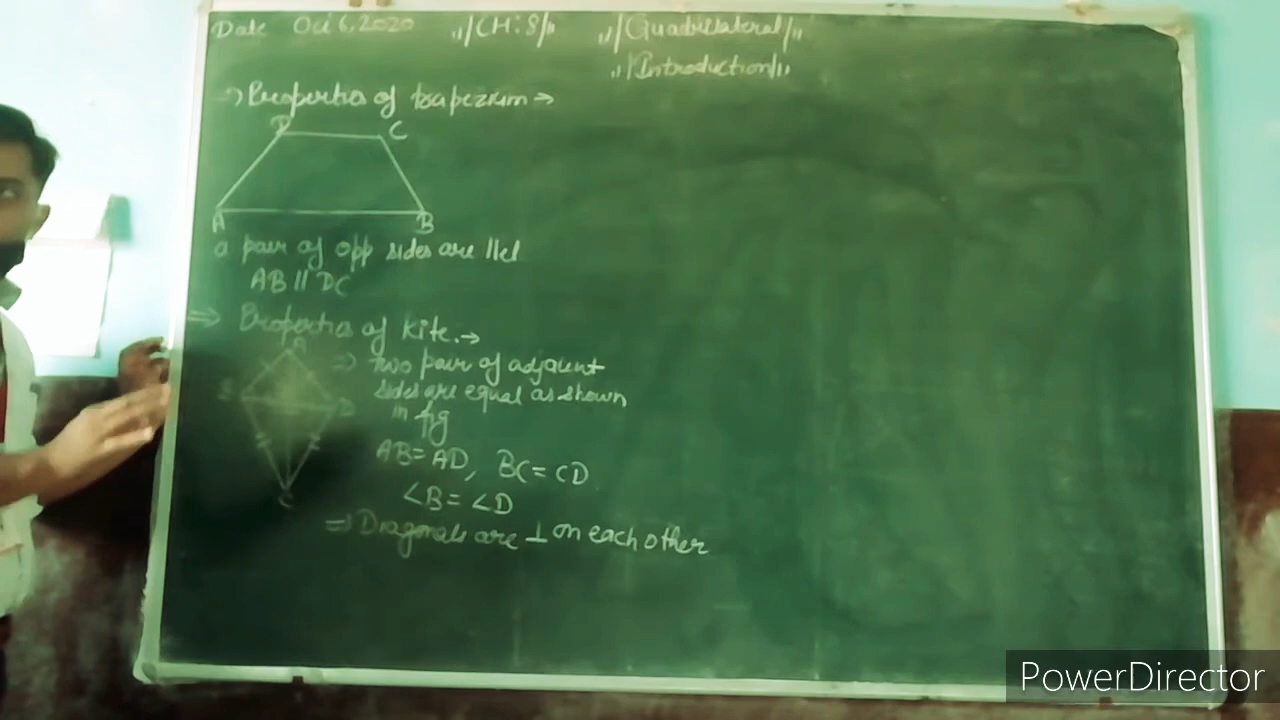 Date Oct 6, 2020 ,,/CH:8/,, ,,/Quadrilateral/,,
,,/Introduction/,,
→ Properties of trapezium →
D C
A B
a pair of opp sides are ||el
AB || DC
⇒ Properties of Kite. →
A
⇒ two pair of adjacent
sides are equal as shown
B D
in fig
AB = AD, BC = CD
∠B = ∠D
C
⇒ Diagonals are ⊥ on each other
PowerDirector